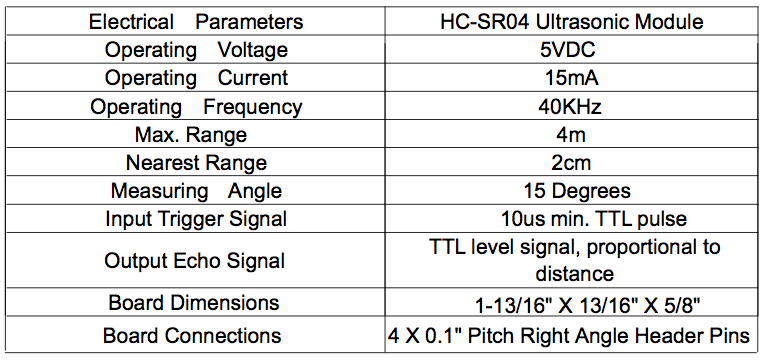 Electrical Parameters HC-SR04 Ultrasonic Module
Operating Voltage 5VDC
Operating Current 15mA
Operating Frequency 40KHz
Max. Range 4m
Nearest Range 2cm
Measuring Angle 15 Degrees
Input Trigger Signal 10us min. TTL pulse
Output Echo Signal TTL level signal, proportional to
distance
Board Dimensions 1-13/16" X 13/16" X 5/8"
Board Connections 4 X 0.1" Pitch Right Angle Header Pins